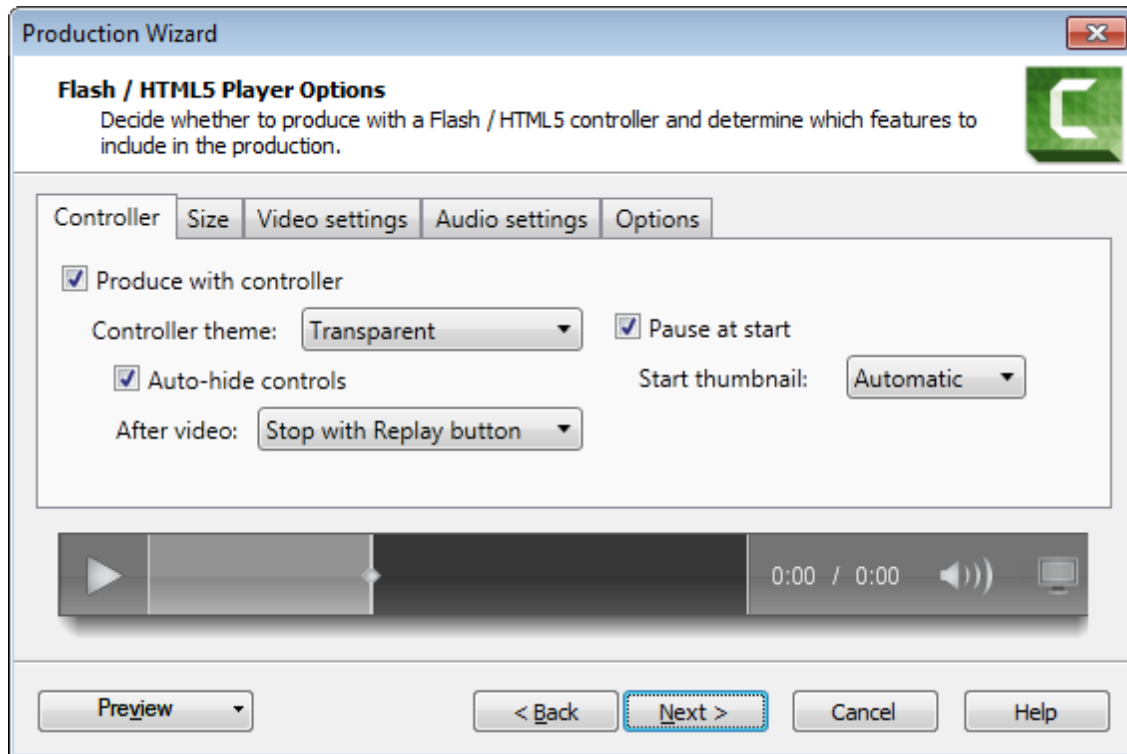 Production Wizard
Flash / HTML5 Player Options
Decide whether to produce with a Flash / HTML5 controller and determine which features to
include in the production.
Controller Size Video settings Audio settings Options
Produce with controller
Controller theme: Transparent Pause at start
Auto-hide controls Start thumbnail: Automatic
After video: Stop with Replay button
0:00 / 0:00
Preview < Back Next > Cancel Help